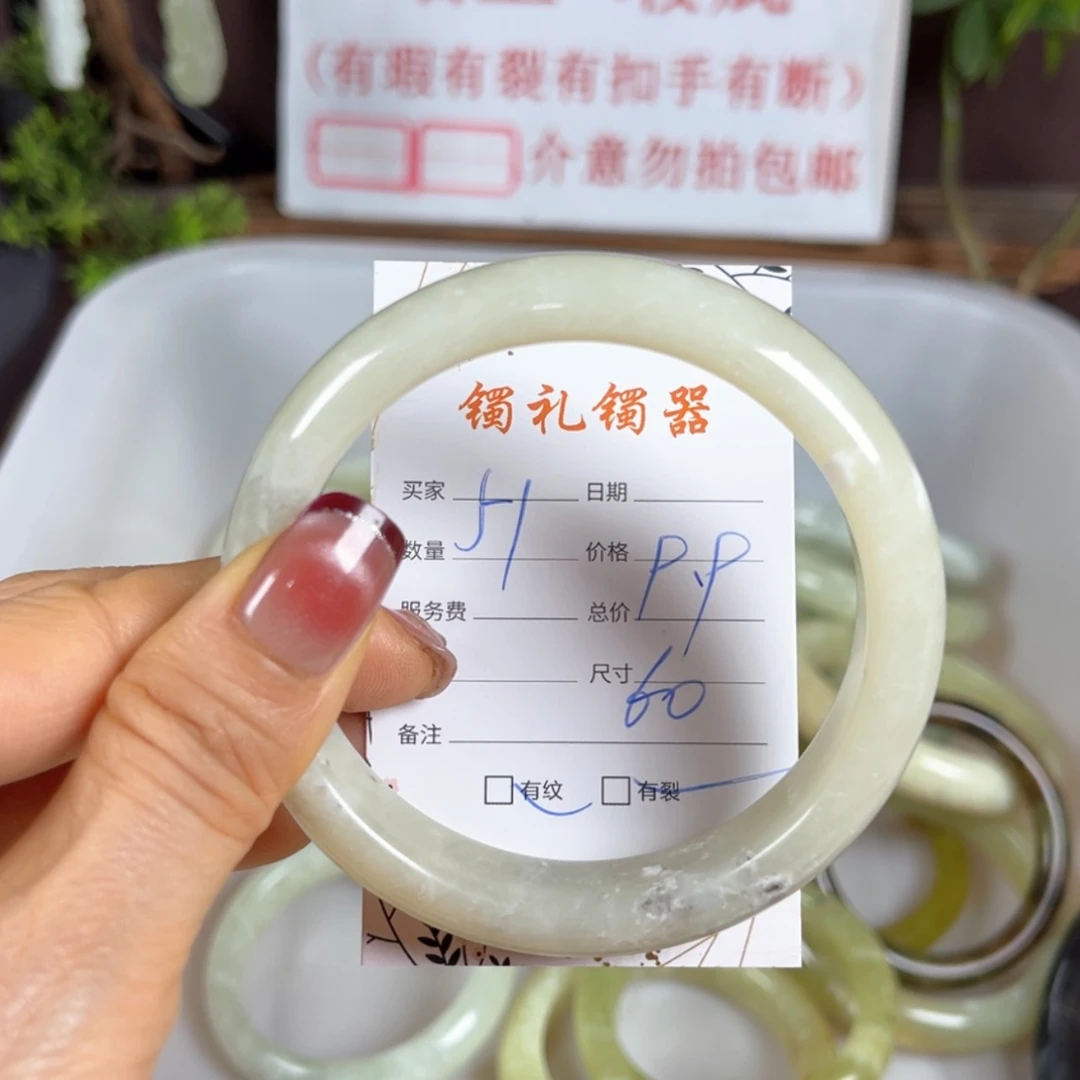 （有瑕有裂有扣手有断）
介意勿拍包邮
镯礼镯器
买家 51 日期
数量 价格 99
服务费 总价
尺寸 60
备注
有纹 有裂